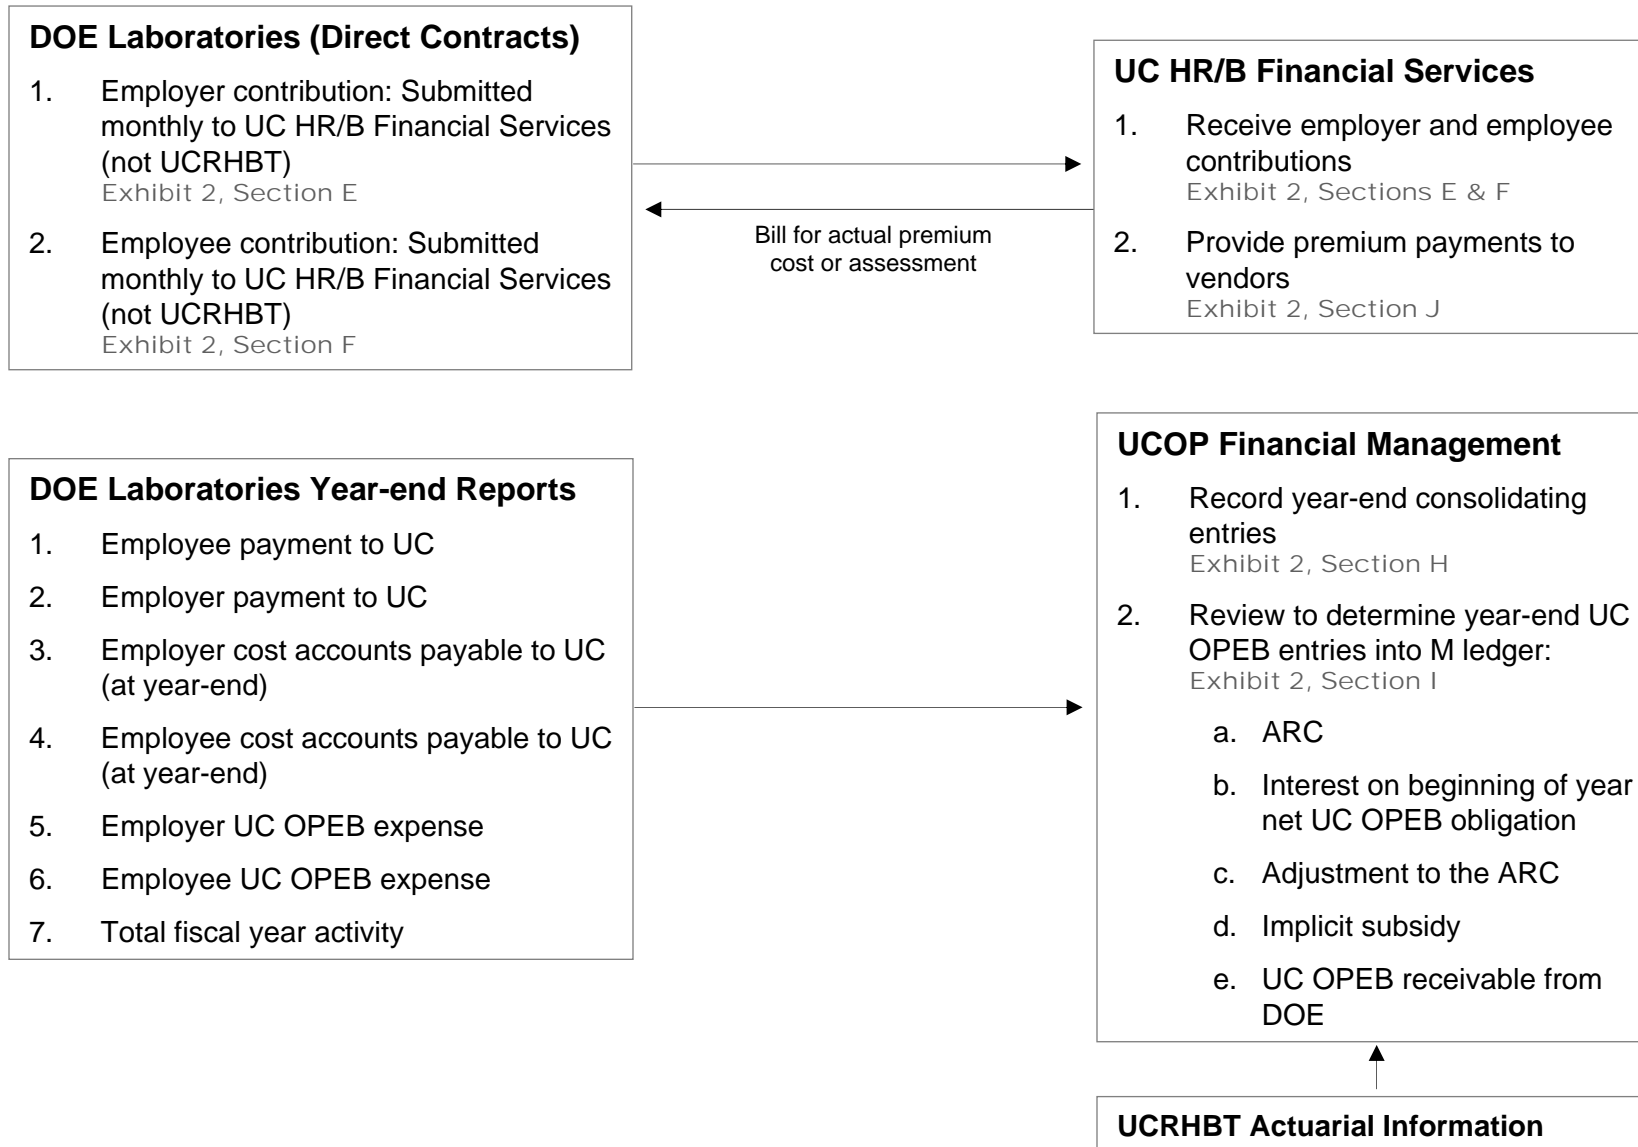 DOE Laboratories (Direct Contracts)
1. Employer contribution: Submitted
monthly to UC HR/B Financial Services
(not UCRHBT)
Exhibit 2, Section E
2. Employee contribution: Submitted
monthly to UC HR/B Financial Services
(not UCRHBT)
Exhibit 2, Section F
Bill for actual premium
cost or assessment
UC HR/B Financial Services
1. Receive employer and employee
contributions
Exhibit 2, Sections E & F
2. Provide premium payments to
vendors
Exhibit 2, Section J
DOE Laboratories Year-end Reports
1. Employee payment to UC
2. Employer payment to UC
3. Employer cost accounts payable to UC
(at year-end)
4. Employee cost accounts payable to UC
(at year-end)
5. Employer UC OPEB expense
6. Employee UC OPEB expense
7. Total fiscal year activity
UCOP Financial Management
1. Record year-end consolidating
entries
Exhibit 2, Section H
2. Review to determine year-end UC
OPEB entries into M ledger:
Exhibit 2, Section I
a. ARC
b. Interest on beginning of year
net UC OPEB obligation
c. Adjustment to the ARC
d. Implicit subsidy
e. UC OPEB receivable from
DOE
UCRHBT Actuarial Information